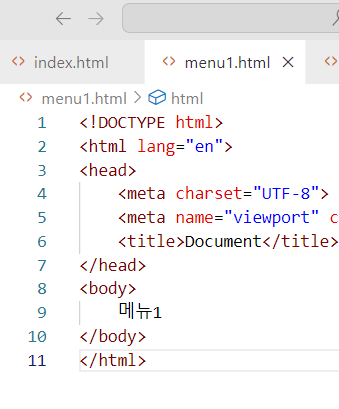 index.html menu1.html
menu1.html > html
1 <!DOCTYPE html>
2 <html lang="en">
3 <head>
4 <meta charset="UTF-8">
5 <meta name="viewport" c
6 <title>Document</title>
7 </head>
8 <body>
9 메뉴1
10 </body>
11 </html>